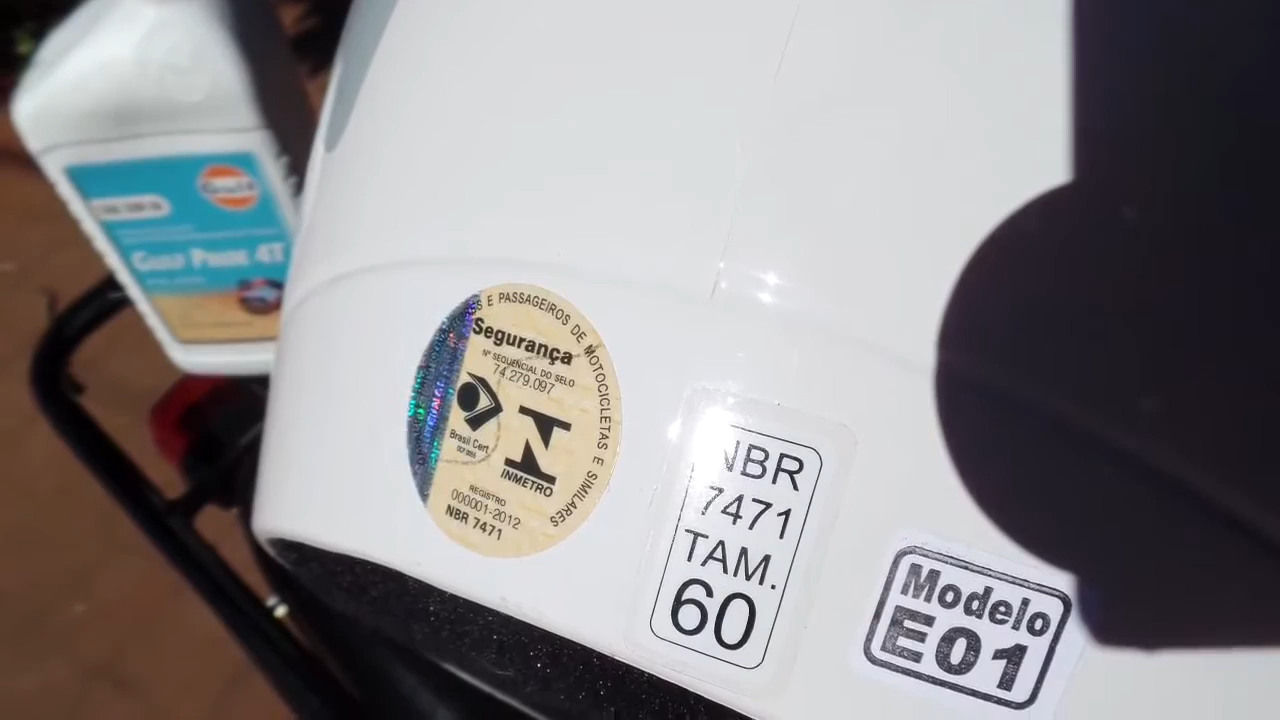 Gulf
GULF PRIDE 4T
S E PASSAGEIROS DE MOTOCICLETAS E SIMILARES
Segurança
Nº SEQUENCIAL DO SELO
74.279.097
Brasil Cert
INMETRO
REGISTRO
000001-2012
NBR 7471
NBR
7471
TAM.
60
Modelo
E01